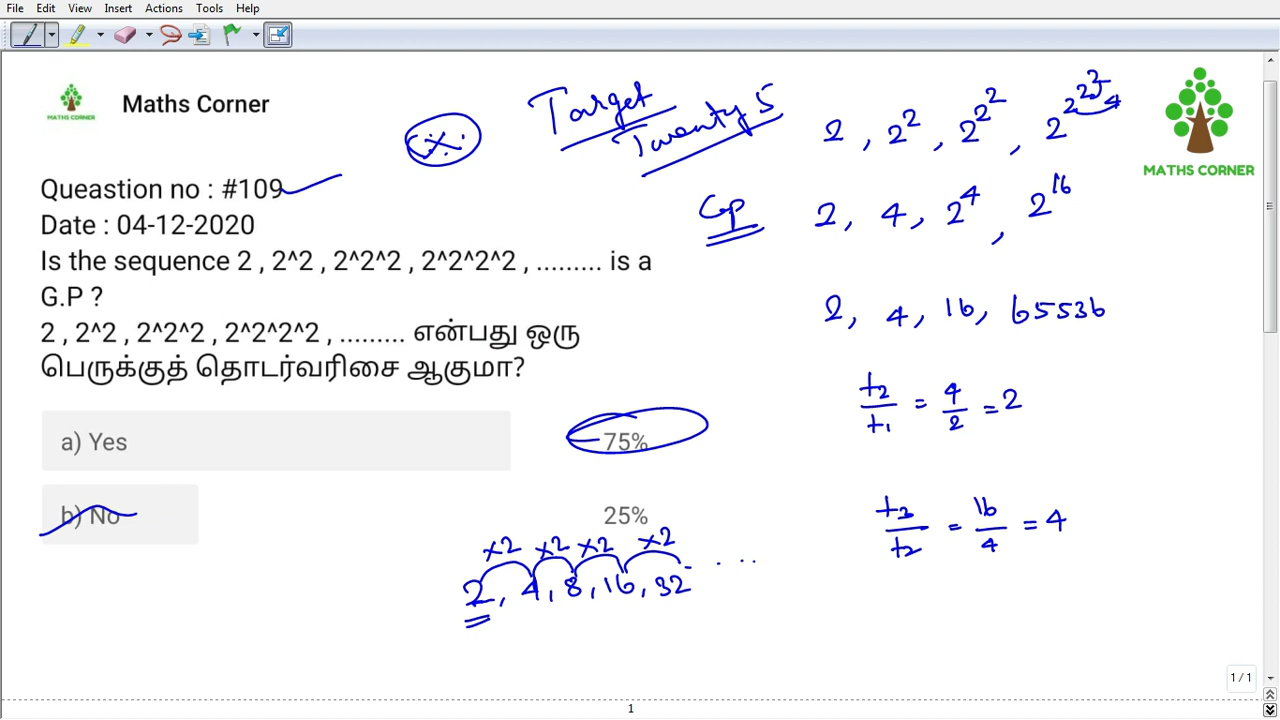 File Edit View Insert Actions Tools Help
MATHS CORNER
Maths Corner
Target
Twenty 5
2 , 2^2 , 2^2^2 , 2^2^2^2 4
MATHS CORNER
Queastion no : #109
Date : 04-12-2020
GP
2, 4, 2^4, 2^16
Is the sequence 2 , 2^2 , 2^2^2 , 2^2^2^2 , ......... is a
G.P ?
2, 4, 16, 65536
2 , 2^2 , 2^2^2 , 2^2^2^2 , ......... என்பது ஒரு
பெருக்குத் தொடர்வரிசை ஆகுமா?
t2/t1 = 4/2 = 2
a) Yes 75%
b) No 25%
t3/t2 = 16/4 = 4
×2 ×2 ×2 ×2
2, 4, 8, 16, 32 . . . .
1 / 1
1